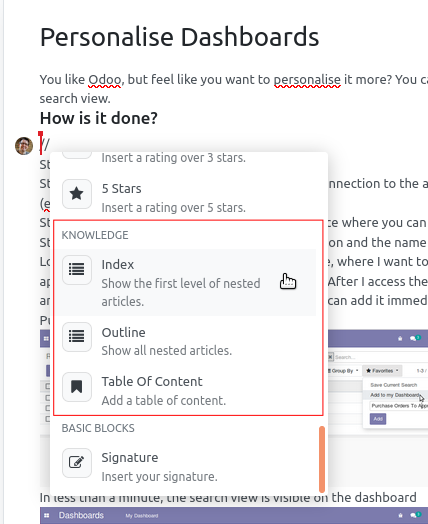 Personalise Dashboards
You like Odoo, but feel like you want to personalise it more? You ca
search view.
How is it done?
//
St
Insert a rating over 3 stars.
St
nnection to the a
5 Stars
(e
Insert a rating over 5 stars.
St
ce where you can
KNOWLEDGE
St
on and the name
Index
Lo
e, where I want to
Show the first level of nested
articles.
ap
After I access the
an
can add it immed
Outline
Pu
Show all nested articles.
Search...
Group By
Favorites
1-2 /
Table Of Content
Save Current Search
Add a table of content.
Add to my Dashboard
Purchase Orders To Ap
Add
BASIC BLOCKS
Signature
Insert your signature.
In less than a minute, the search view is visible on the dashboard
Dashboards
My Dashboard